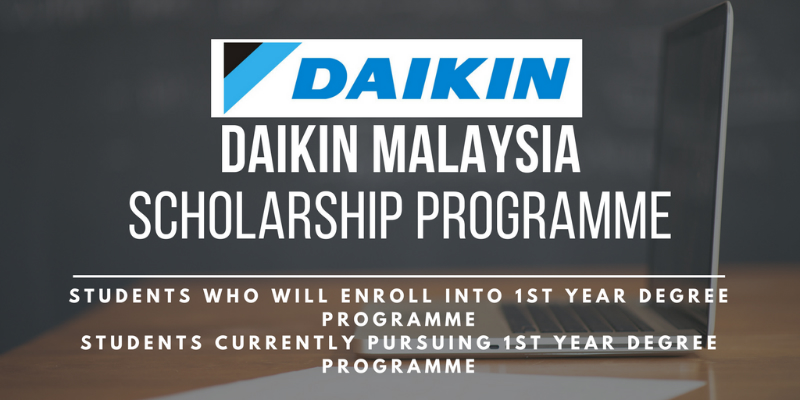 DAIKIN
DAIKIN MALAYSIA
SCHOLARSHIP PROGRAMME
STUDENTS WHO WILL ENROLL INTO 1ST YEAR DEGREE
PROGRAMME
STUDENTS CURRENTLY PURSUING 1ST YEAR DEGREE
PROGRAMME